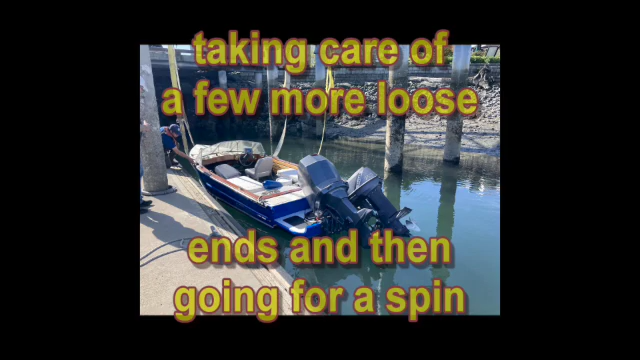 taking care of
a few more loose
ends and then
going for a spin